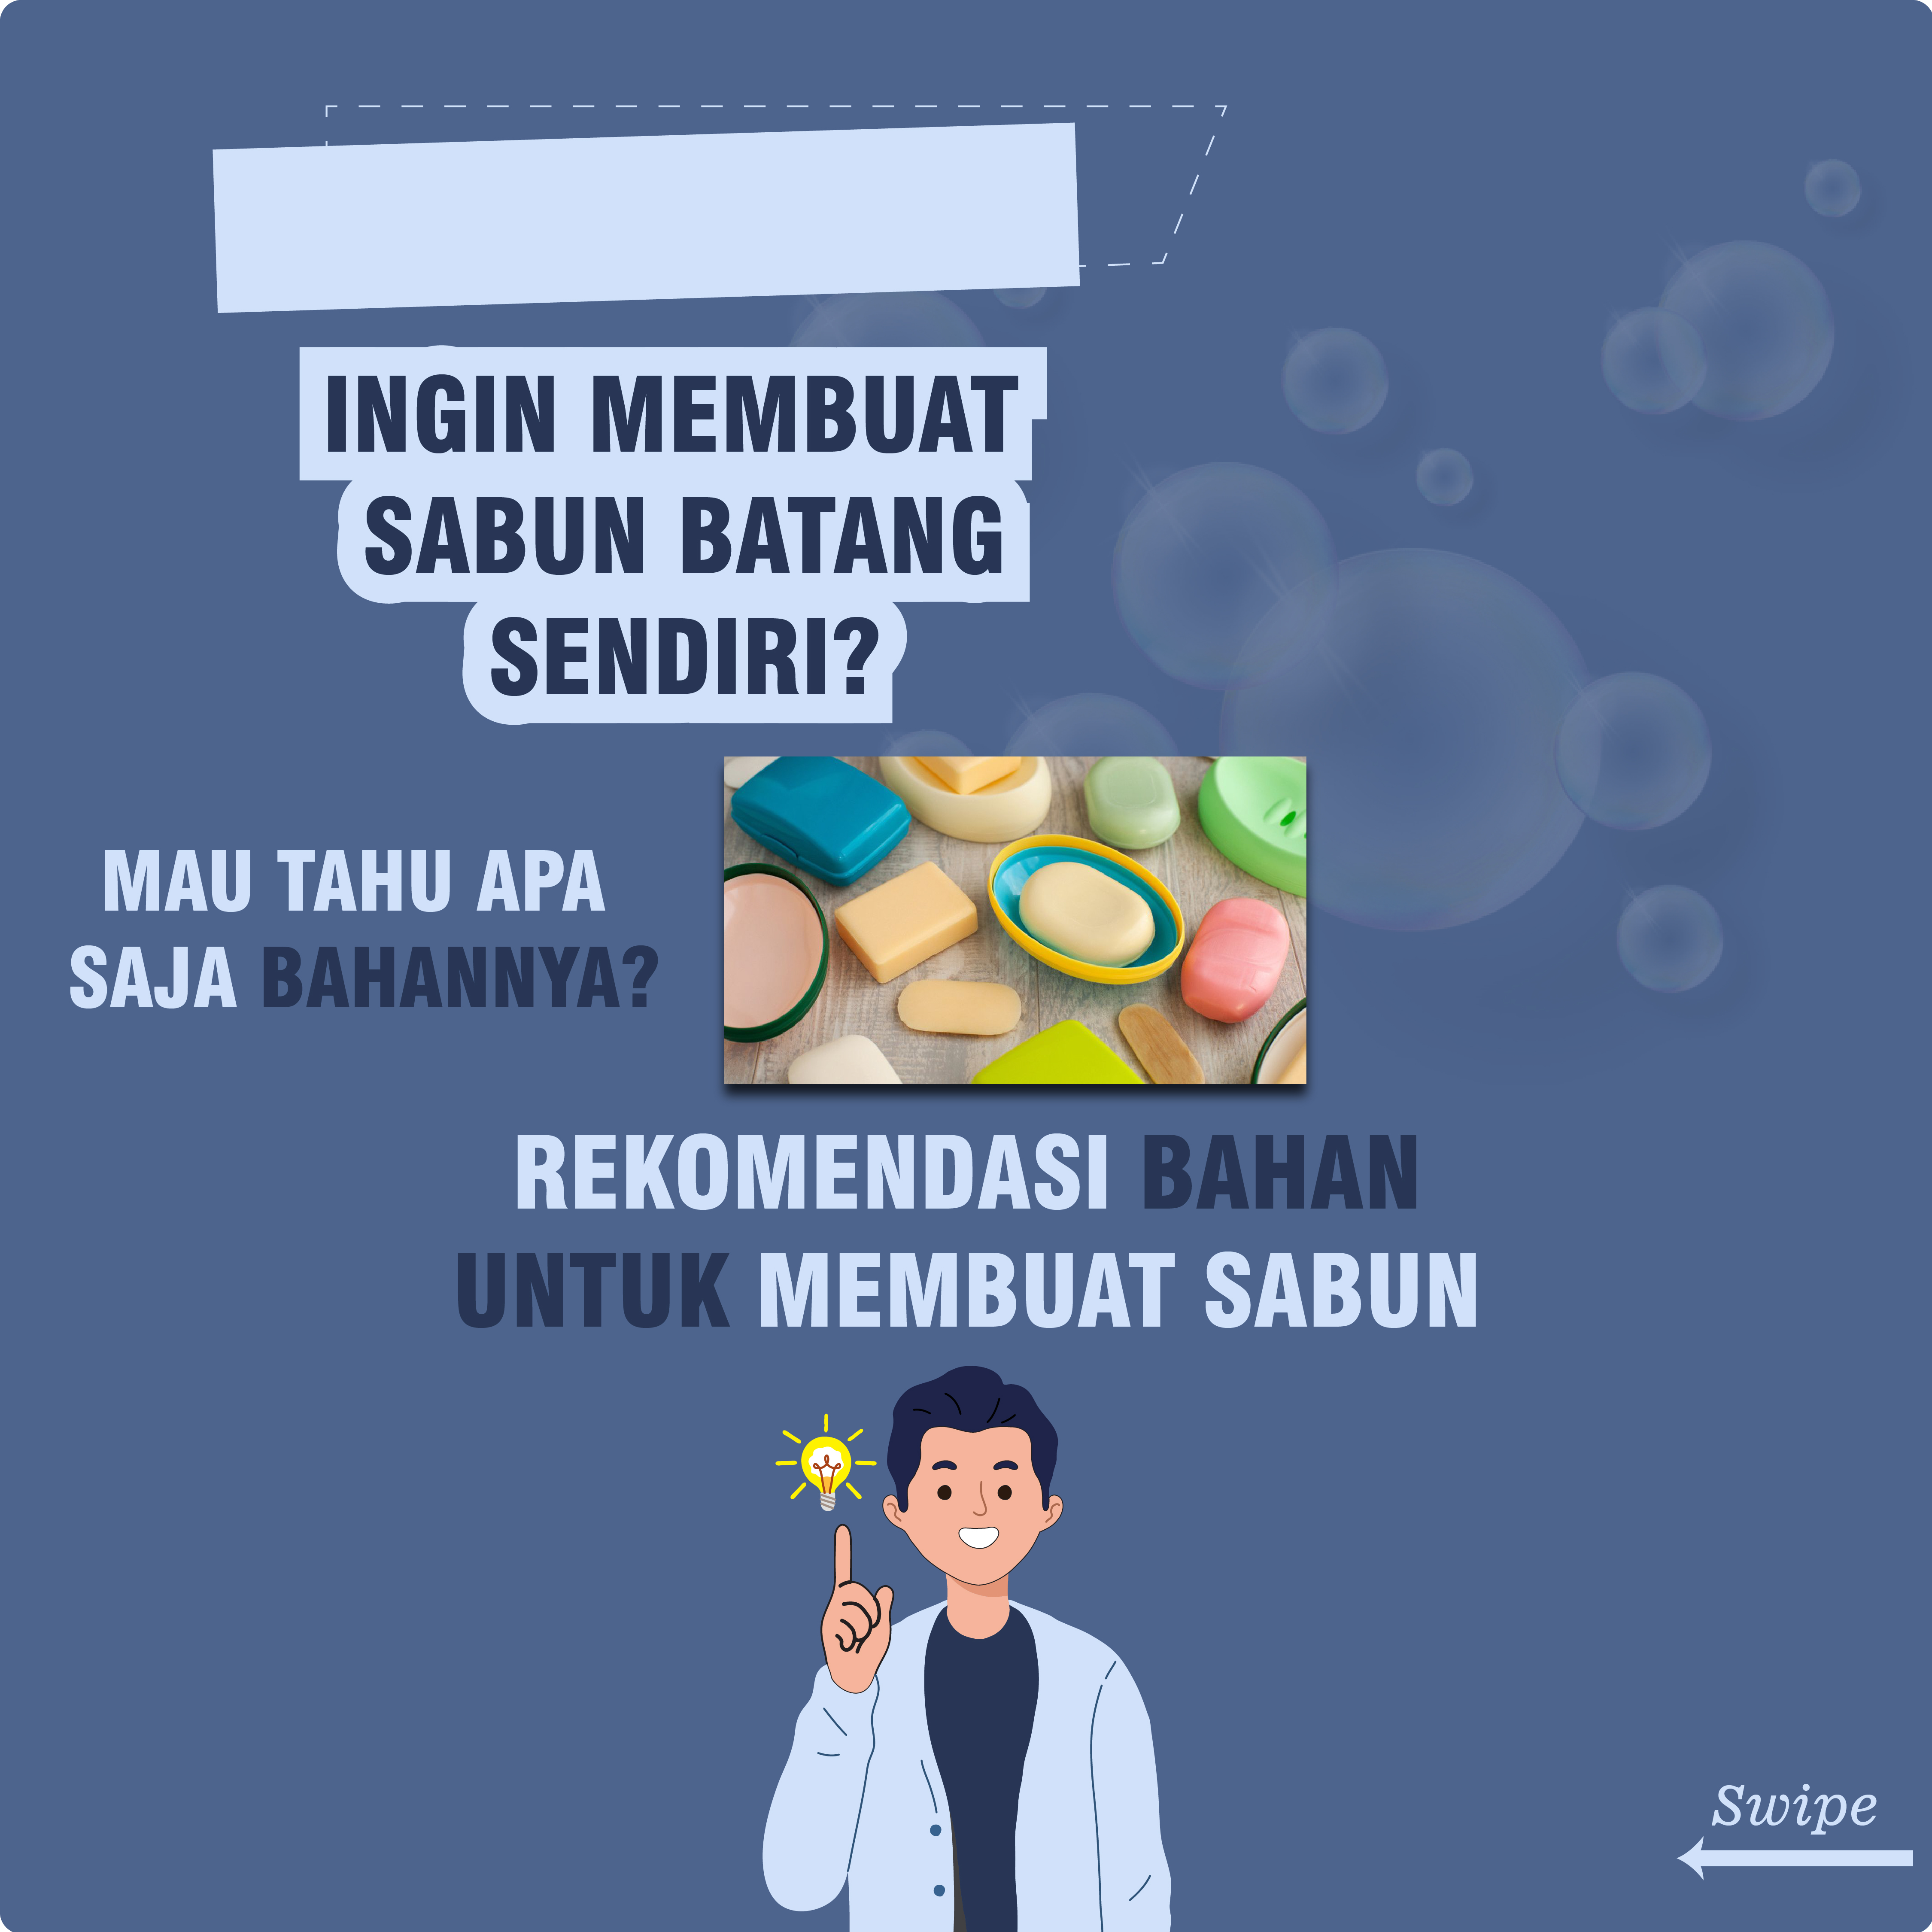 INGIN MEMBUAT
SABUN BATANG
SENDIRI?
MAU TAHU APA
SAJA BAHANNYA?
REKOMENDASI BAHAN
UNTUK MEMBUAT SABUN
Swipe